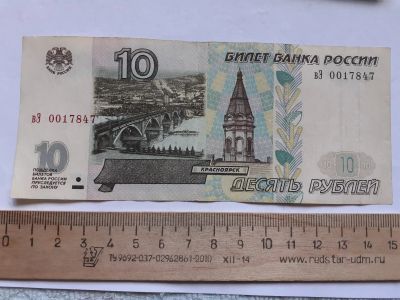 10
БИЛЕТ БАНКА РОССИИ
вЭ 0017847
вЭ 0017847
10
ПОДДЕЛКА
БИЛЕТОВ
БАНКА РОССИИ
ПРЕСЛЕДУЕТСЯ
ПО ЗАКОНУ
10
КРАСНОЯРСК
ДЕСЯТЬ РУБЛЕЙ
0 1 2 3 4 5 6 7 8 9 10 11 12 13 14 15
ТУ9692-037-02962861-2010 XII-14 www.redstar-udm.ru